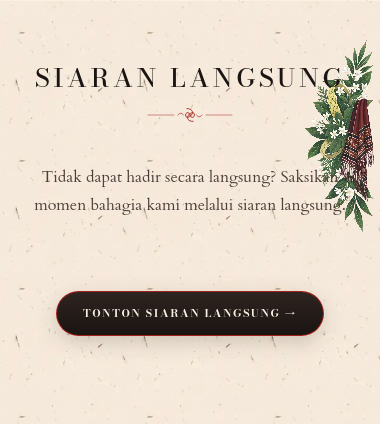 SIARAN LANGSUNG
Tidak dapat hadir secara langsung? Saksikan
momen bahagia kami melalui siaran langsung
TONTON SIARAN LANGSUNG →